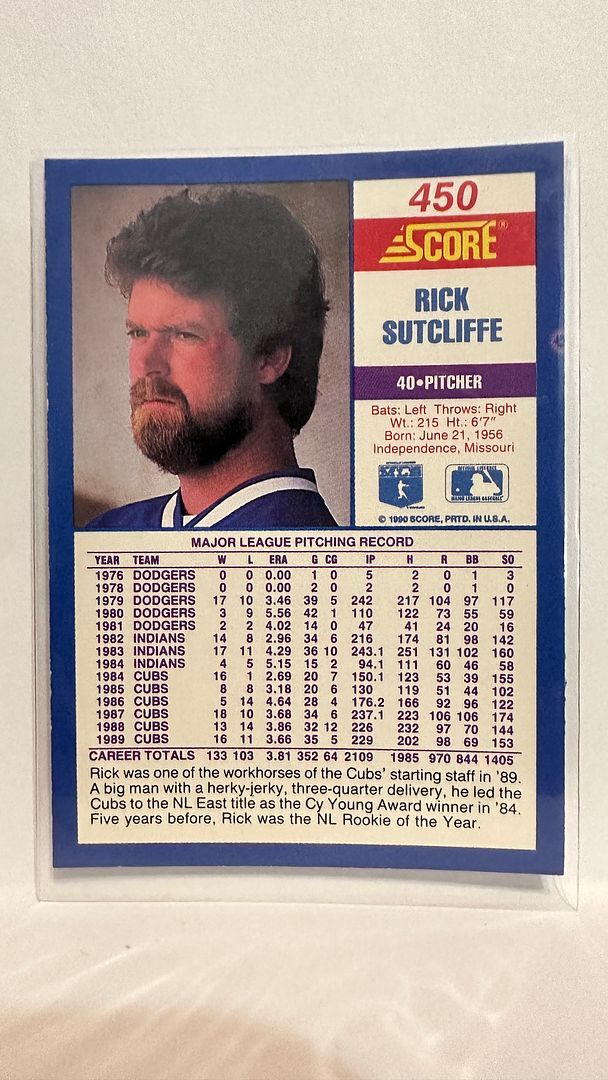 450
SCORE®
RICK
SUTCLIFFE
40•PITCHER
Bats: Left Throws: Right
Wt.: 215 Ht.: 6'7"
Born: June 21, 1956
Independence, Missouri
© 1990 SCORE, PRTD. IN U.S.A.
MAJOR LEAGUE PITCHING RECORD
YEAR TEAM W L ERA G CG IP H R BB SO
1976 DODGERS 0 0 0.00 1 0 5 2 0 1 3
1978 DODGERS 0 0 0.00 2 0 2 2 0 1 0
1979 DODGERS 17 10 3.46 39 5 242 217 104 97 117
1980 DODGERS 3 9 5.56 42 1 110 122 73 55 59
1981 DODGERS 2 2 4.02 14 0 47 41 24 20 16
1982 INDIANS 14 8 2.96 34 6 216 174 81 98 142
1983 INDIANS 17 11 4.29 36 10 243.1 251 131 102 160
1984 INDIANS 4 5 5.15 15 2 94.1 111 60 46 58
1984 CUBS 16 1 2.69 20 7 150.1 123 53 39 155
1985 CUBS 8 8 3.18 20 6 130 119 51 44 102
1986 CUBS 5 14 4.64 28 4 176.2 166 92 96 122
1987 CUBS 18 10 3.68 34 6 237.1 223 106 106 174
1988 CUBS 13 14 3.86 32 12 226 232 97 70 144
1989 CUBS 16 11 3.66 35 5 229 202 98 69 153
CAREER TOTALS 133 103 3.81 352 64 2109 1985 970 844 1405
Rick was one of the workhorses of the Cubs' starting staff in '89.
A big man with a herky-jerky, three-quarter delivery, he led the
Cubs to the NL East title as the Cy Young Award winner in '84.
Five years before, Rick was the NL Rookie of the Year.